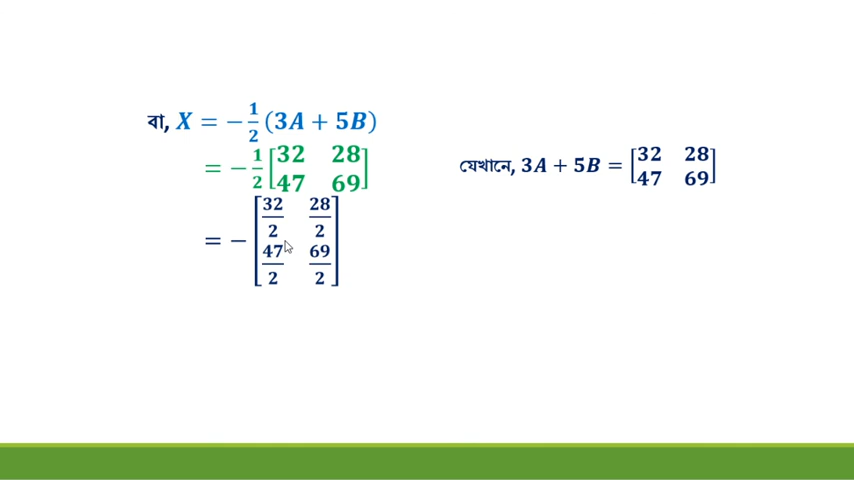 বা, X = −1/2 (3A + 5B)
= −1/2 [32 28
47 69]
যেখানে, 3A + 5B = [32 28
47 69]
= − [32/2 28/2
47/2 69/2]